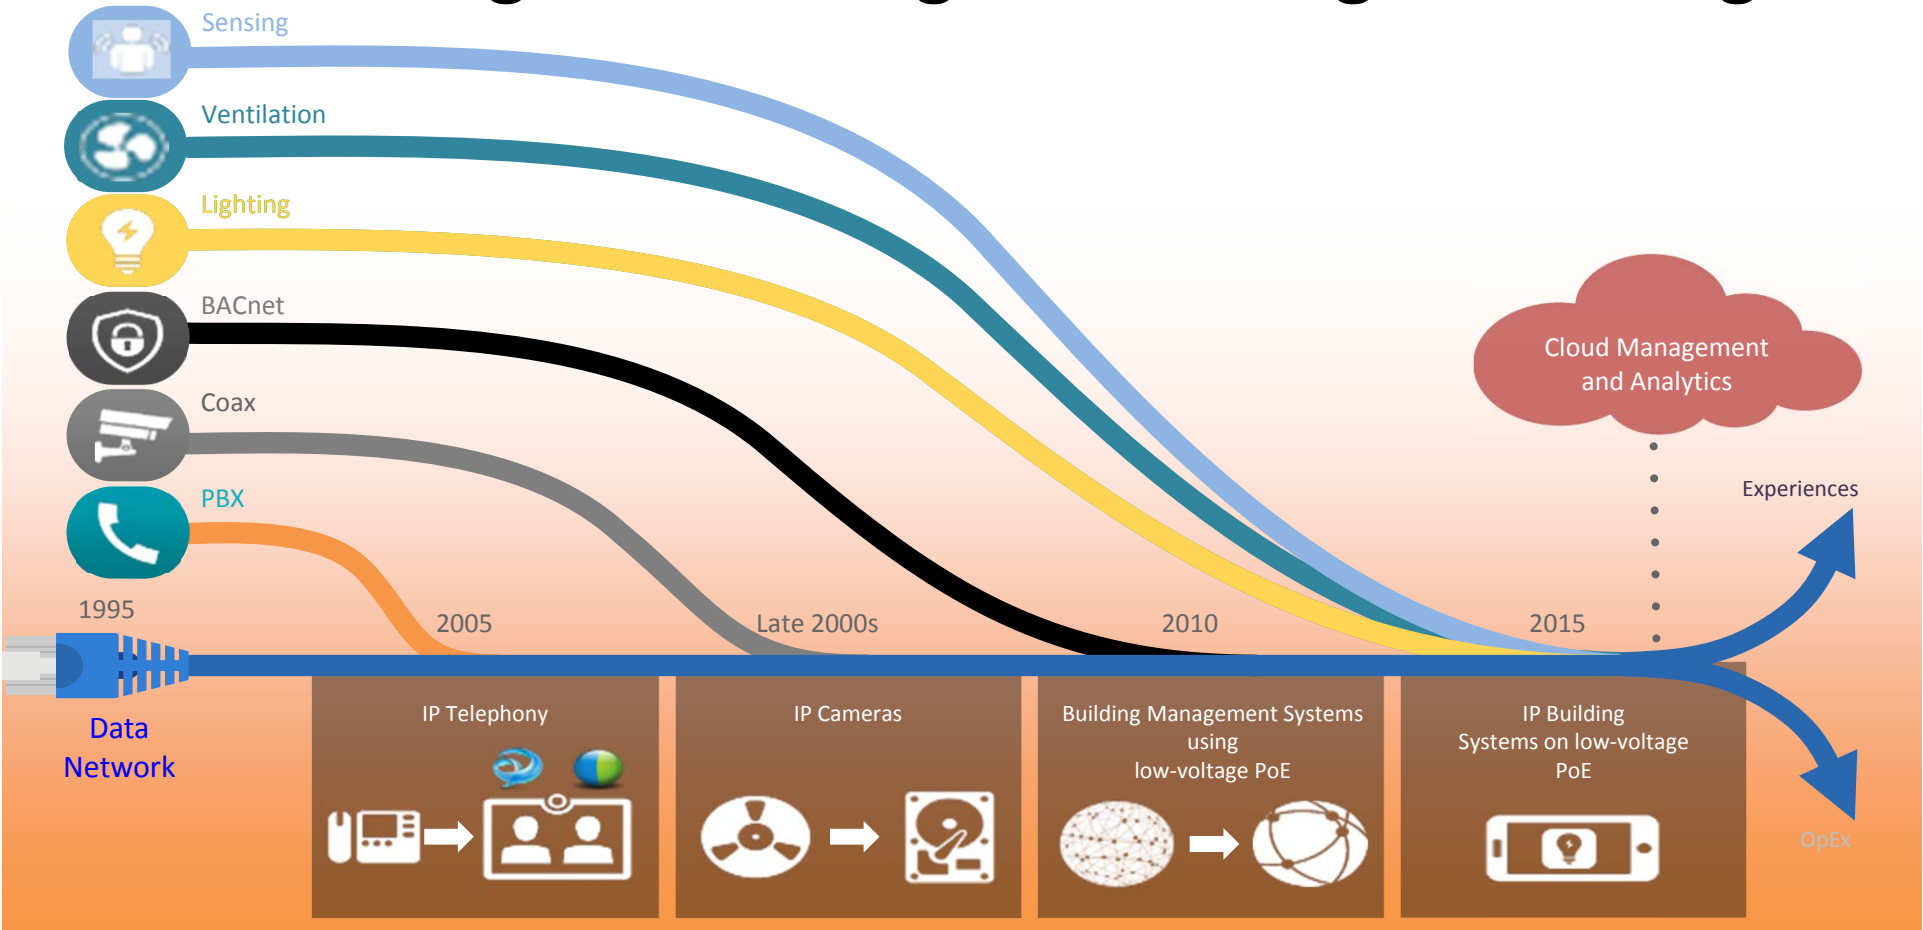 Sensing
Ventilation
Lighting
BACnet
Coax
PBX
Cloud Management
and Analytics
Experiences
1995
2005
Late 2000s
2010
2015
Data
Network
IP Telephony
IP Cameras
Building Management Systems
using
low-voltage PoE
IP Building
Systems on low-voltage
PoE
OpEx